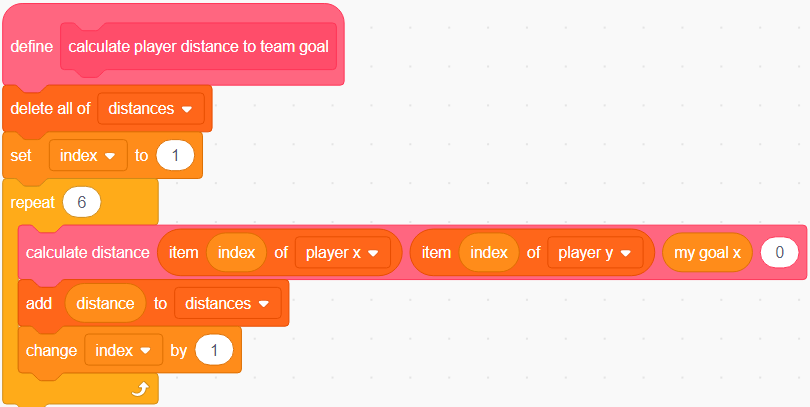 define calculate player distance to team goal
delete all of distances
set index to 1
repeat 6
calculate distance item index of player x item index of player y my goal x 0
add distance to distances
change index by 1